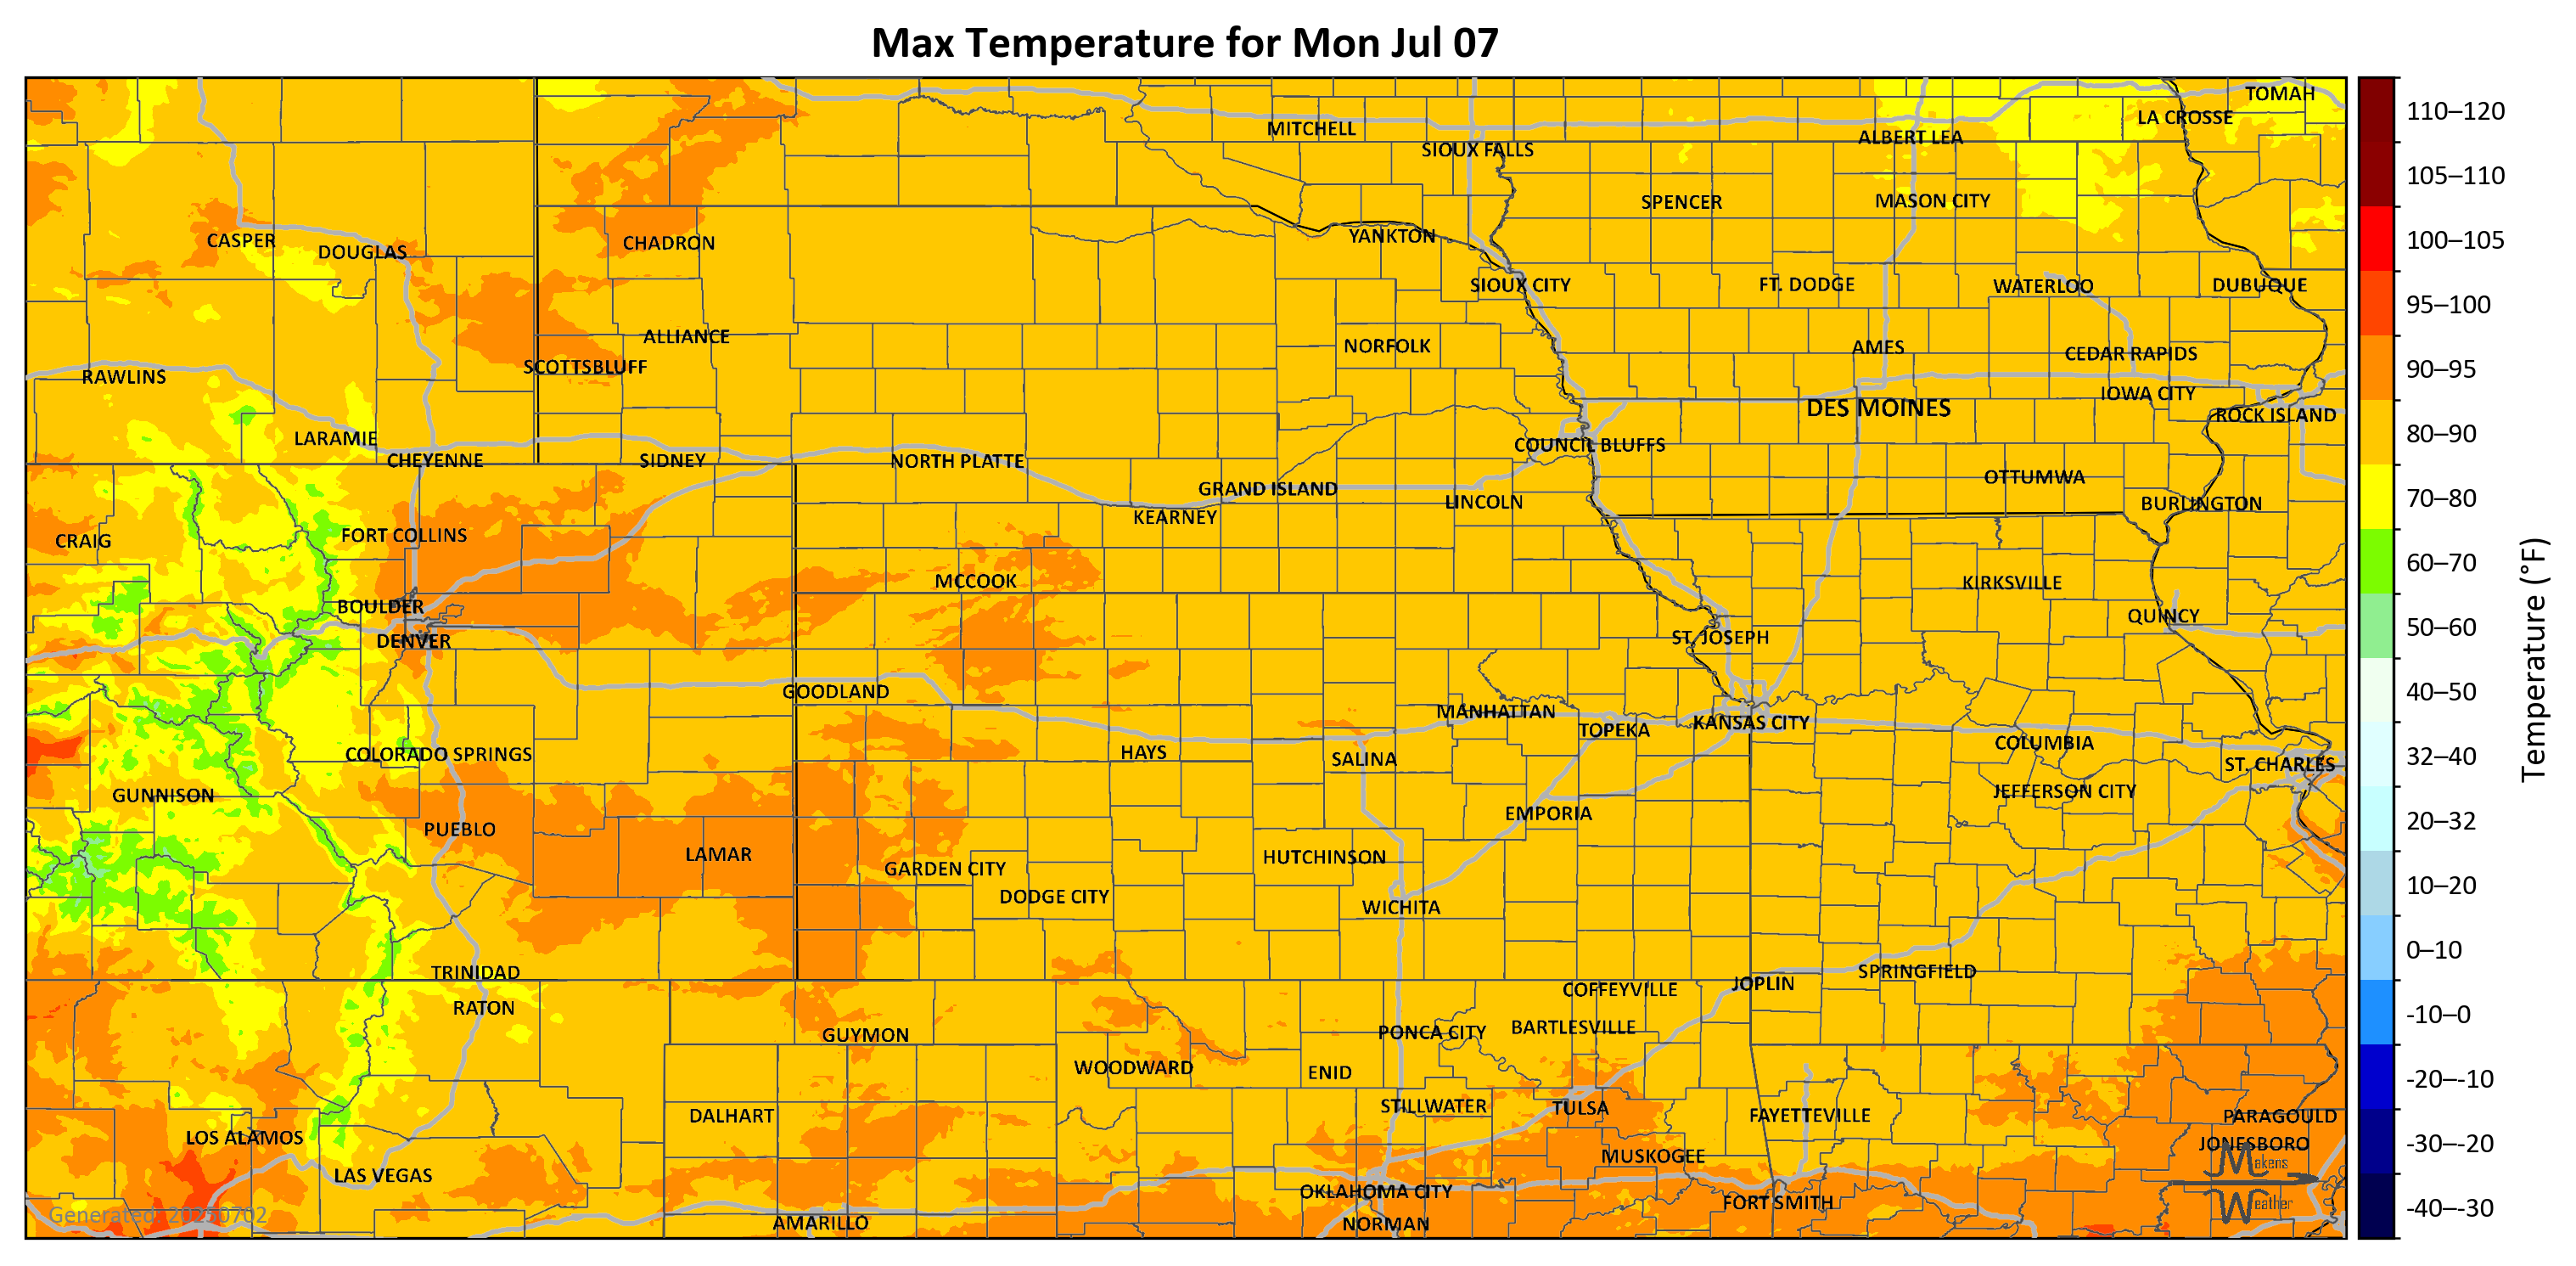 Max Temperature for Mon Jul 07
TOMAH
LA CROSSE
MITCHELL
ALBERT LEA
SIOUX FALLS
SPENCER
MASON CITY
CASPER
DOUGLAS
CHADRON
YANKTON
SIOUX CITY
FT. DODGE
WATERLOO
DUBUQUE
ALLIANCE
NORFOLK
AMES
CEDAR RAPIDS
SCOTTSBLUFF
RAWLINS
IOWA CITY
DES MOINES
ROCK ISLAND
LARAMIE
COUNCIL BLUFFS
CHEYENNE
SIDNEY
NORTH PLATTE
OTTUMWA
GRAND ISLAND
LINCOLN
BURLINGTON
KEARNEY
FORT COLLINS
CRAIG
MCCOOK
KIRKSVILLE
BOULDER
QUINCY
DENVER
ST. JOSEPH
GOODLAND
MANHATTAN
TOPEKA
KANSAS CITY
COLORADO SPRINGS
HAYS
SALINA
COLUMBIA
ST. CHARLES
GUNNISON
JEFFERSON CITY
EMPORIA
PUEBLO
LAMAR
HUTCHINSON
GARDEN CITY
DODGE CITY
WICHITA
TRINIDAD
SPRINGFIELD
JOPLIN
COFFEYVILLE
RATON
GUYMON
PONCA CITY
BARTLESVILLE
WOODWARD
ENID
STILLWATER
TULSA
DALHART
FAYETTEVILLE
PARAGOULD
LOS ALAMOS
JONESBORO
MUSKOGEE
LAS VEGAS
OKLAHOMA CITY
FORT SMITH
AMARILLO
NORMAN
Generated: 20250702
Makens
Weather
110–120
105–110
100–105
95–100
90–95
80–90
70–80
60–70
50–60
40–50
32–40
20–32
10–20
0–10
-10–0
-20–-10
-30–-20
-40–-30
Temperature (°F)